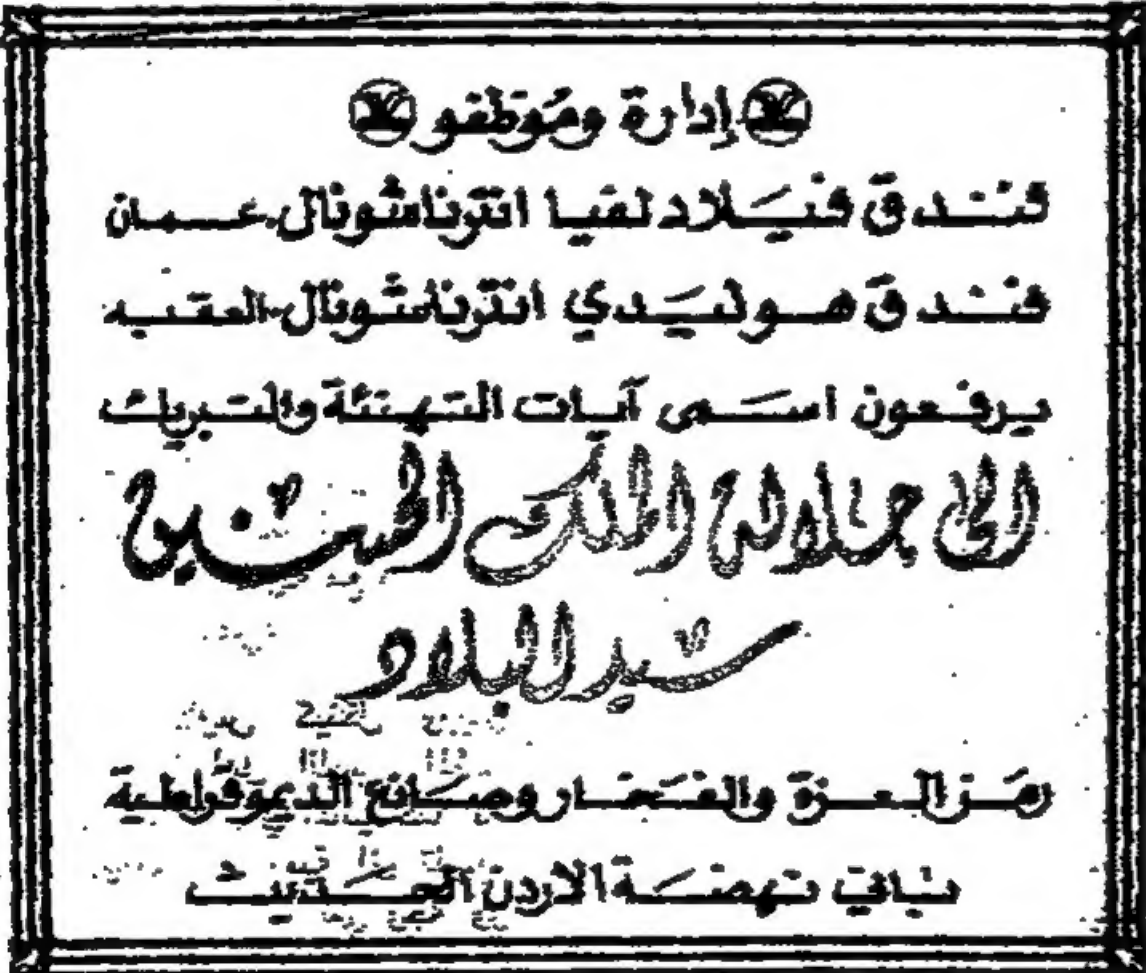 إدارة وموظفو
فندق فيلادلفيا انترناشونال-عمان
فندق هوليدي انترناشونال-العقبه
يرفعون اسمى آيات التهنئة والتبريك
الى جلالة الملك الحسين
سيد البلاد
رمز العزة والفخار وصانع الديموقراطية
باني نهضة الاردن الحديث